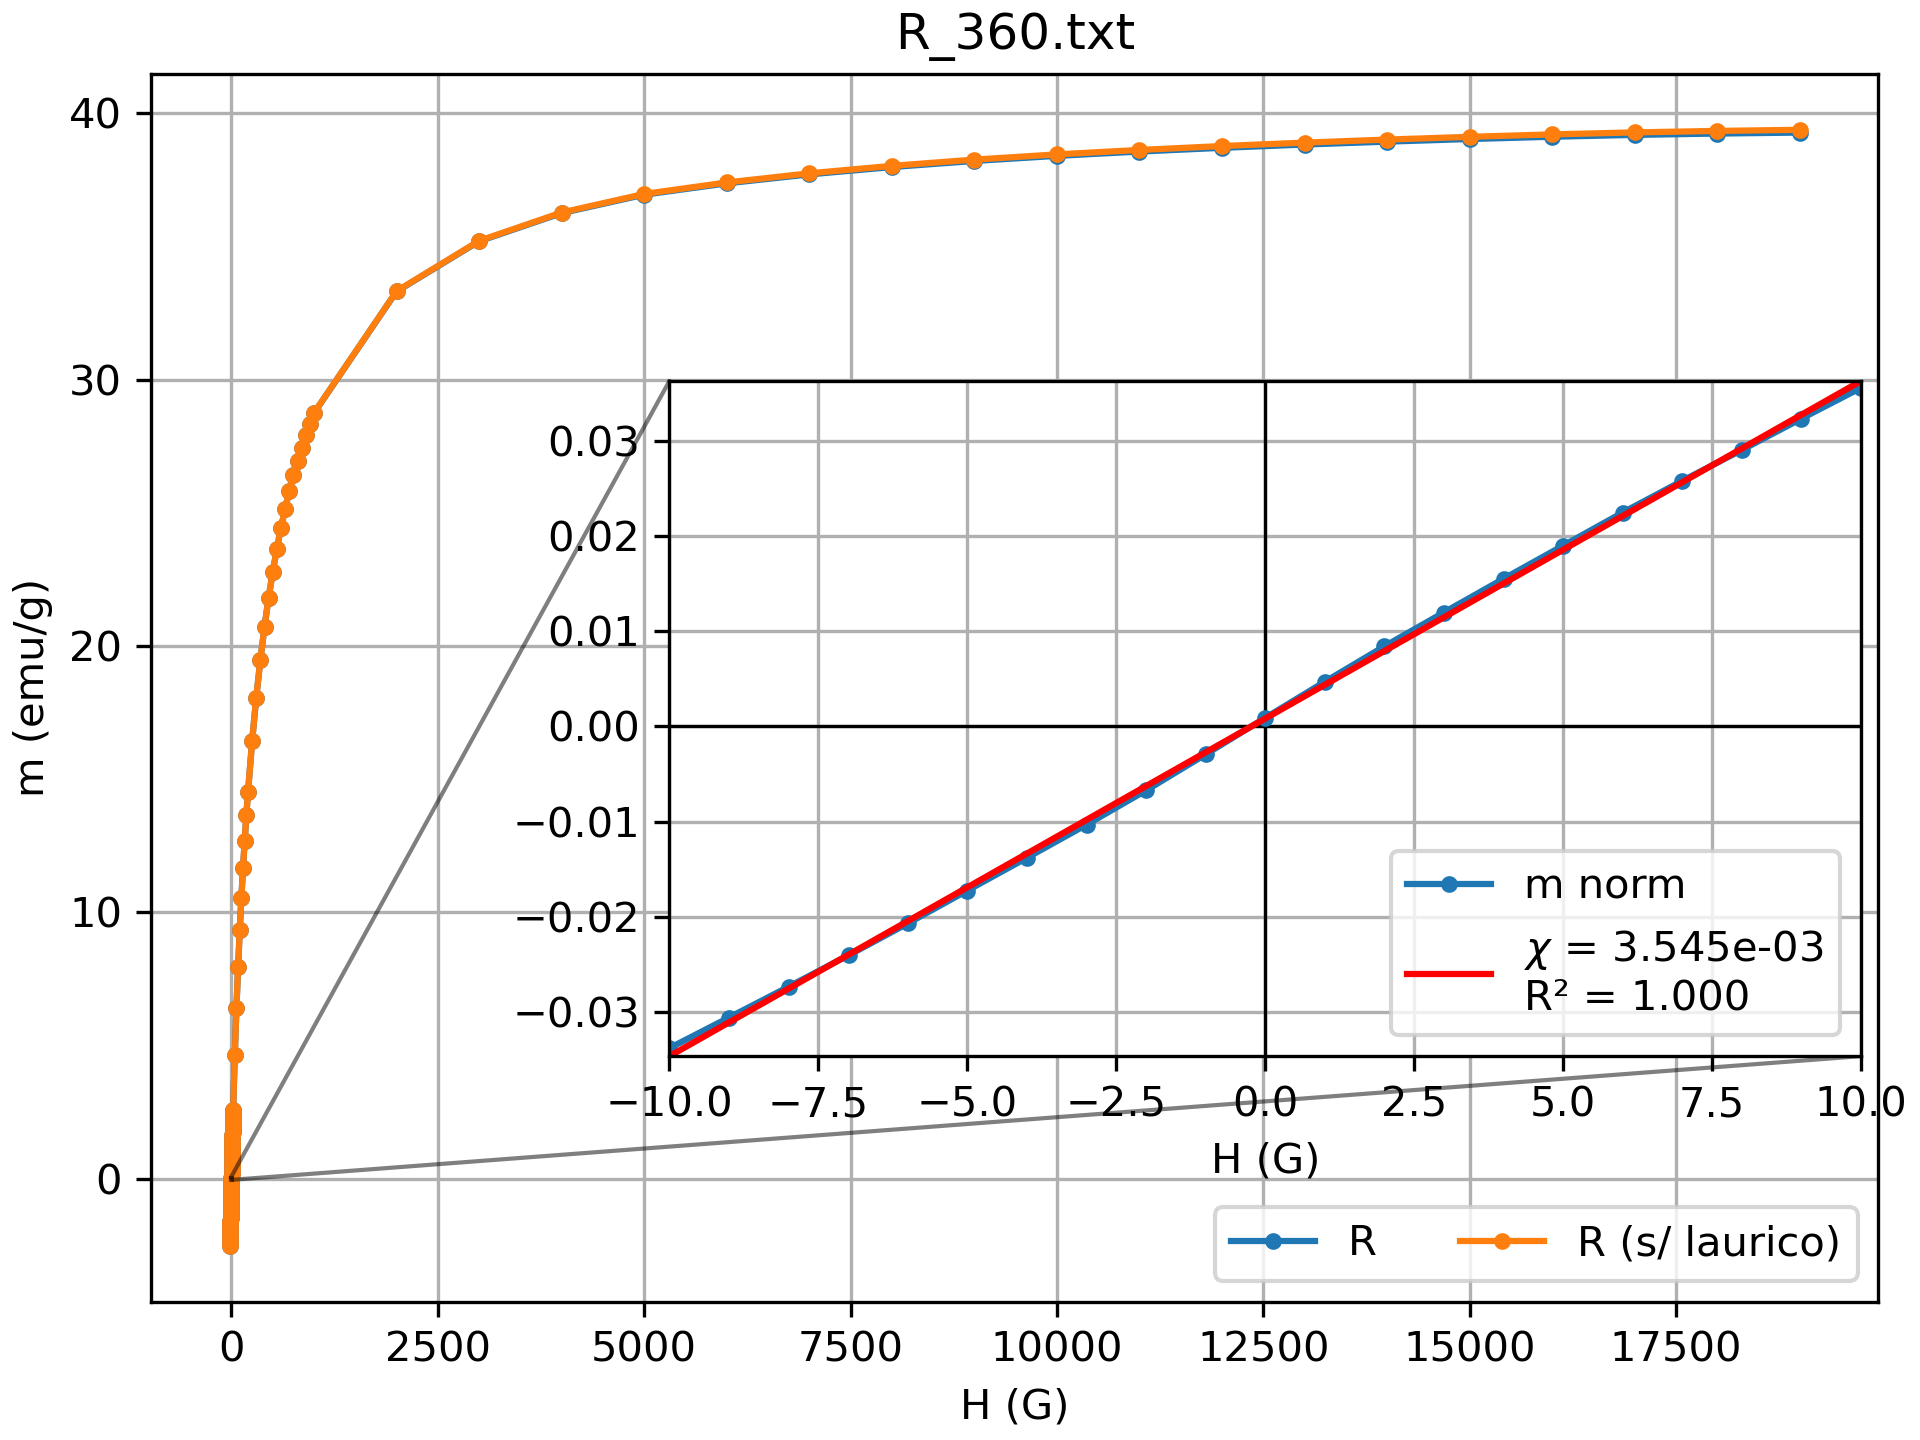 R_360.txt
m (emu/g)
40
30
20
10
0
0.03
0.02
0.01
0.00
−0.01
−0.02
−0.03
m norm
χ = 3.545e-03
R² = 1.000
−10.0 −7.5 −5.0 −2.5 0.0 2.5 5.0 7.5 10.0
H (G)
R R (s/ laurico)
0 2500 5000 7500 10000 12500 15000 17500
H (G)